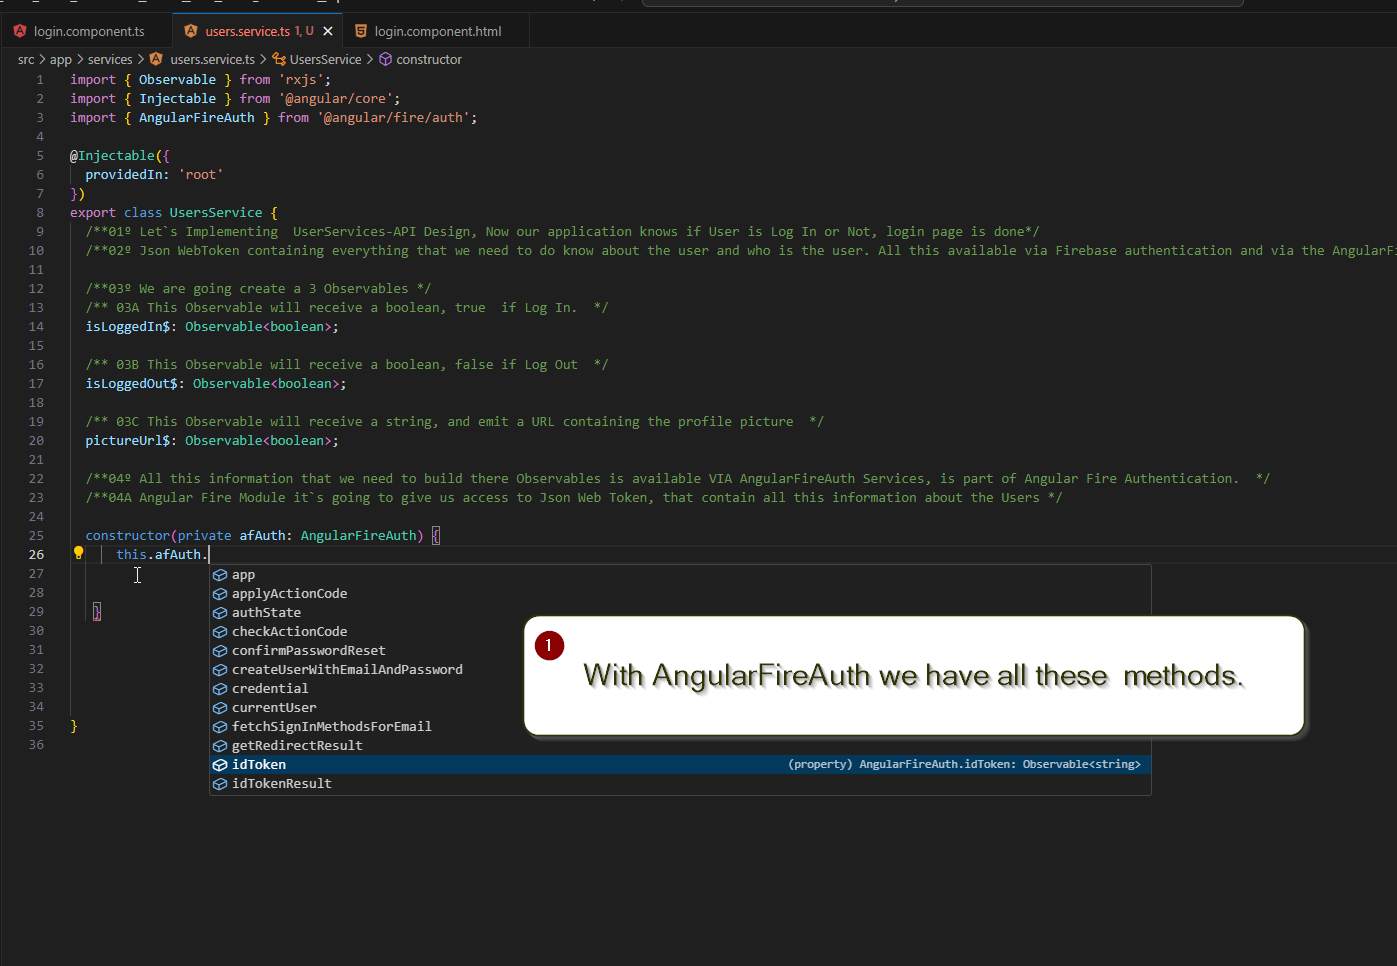 login.component.ts users.service.ts 1, U login.component.html
src > app > services > users.service.ts > UsersService > constructor
1 import { Observable } from 'rxjs';
2 import { Injectable } from '@angular/core';
3 import { AngularFireAuth } from '@angular/fire/auth';
4
5 @Injectable({
6 providedIn: 'root'
7 })
8 export class UsersService {
9 /**01º Let`s Implementing  UserServices-API Design, Now our application knows if User is Log In or Not, login page is done*/
10 /**02º Json WebToken containing everything that we need to do know about the user and who is the user. All this available via Firebase authentication and via the AngularFi
11
12 /**03º We are going create a 3 Observables */
13 /** 03A This Observable will receive a boolean, true  if Log In.  */
14 isLoggedIn$: Observable<boolean>;
15
16 /** 03B This Observable will receive a boolean, false if Log Out  */
17 isLoggedOut$: Observable<boolean>;
18
19 /** 03C This Observable will receive a string, and emit a URL containing the profile picture  */
20 pictureUrl$: Observable<boolean>;
21
22 /**04º All this information that we need to build there Observables is available VIA AngularFireAuth Services, is part of Angular Fire Authentication.  */
23 /**04A Angular Fire Module it`s going to give us access to Json Web Token, that contain all this information about the Users */
24
25 constructor(private afAuth: AngularFireAuth) {
26 this.afAuth.
27 app
28 applyActionCode
29 } authState
30 checkActionCode
31 confirmPasswordReset
32 createUserWithEmailAndPassword
33 credential
34 currentUser
35 } fetchSignInMethodsForEmail
36 getRedirectResult
idToken (property) AngularFireAuth.idToken: Observable<string>
idTokenResult
1
With AngularFireAuth we have all these  methods.